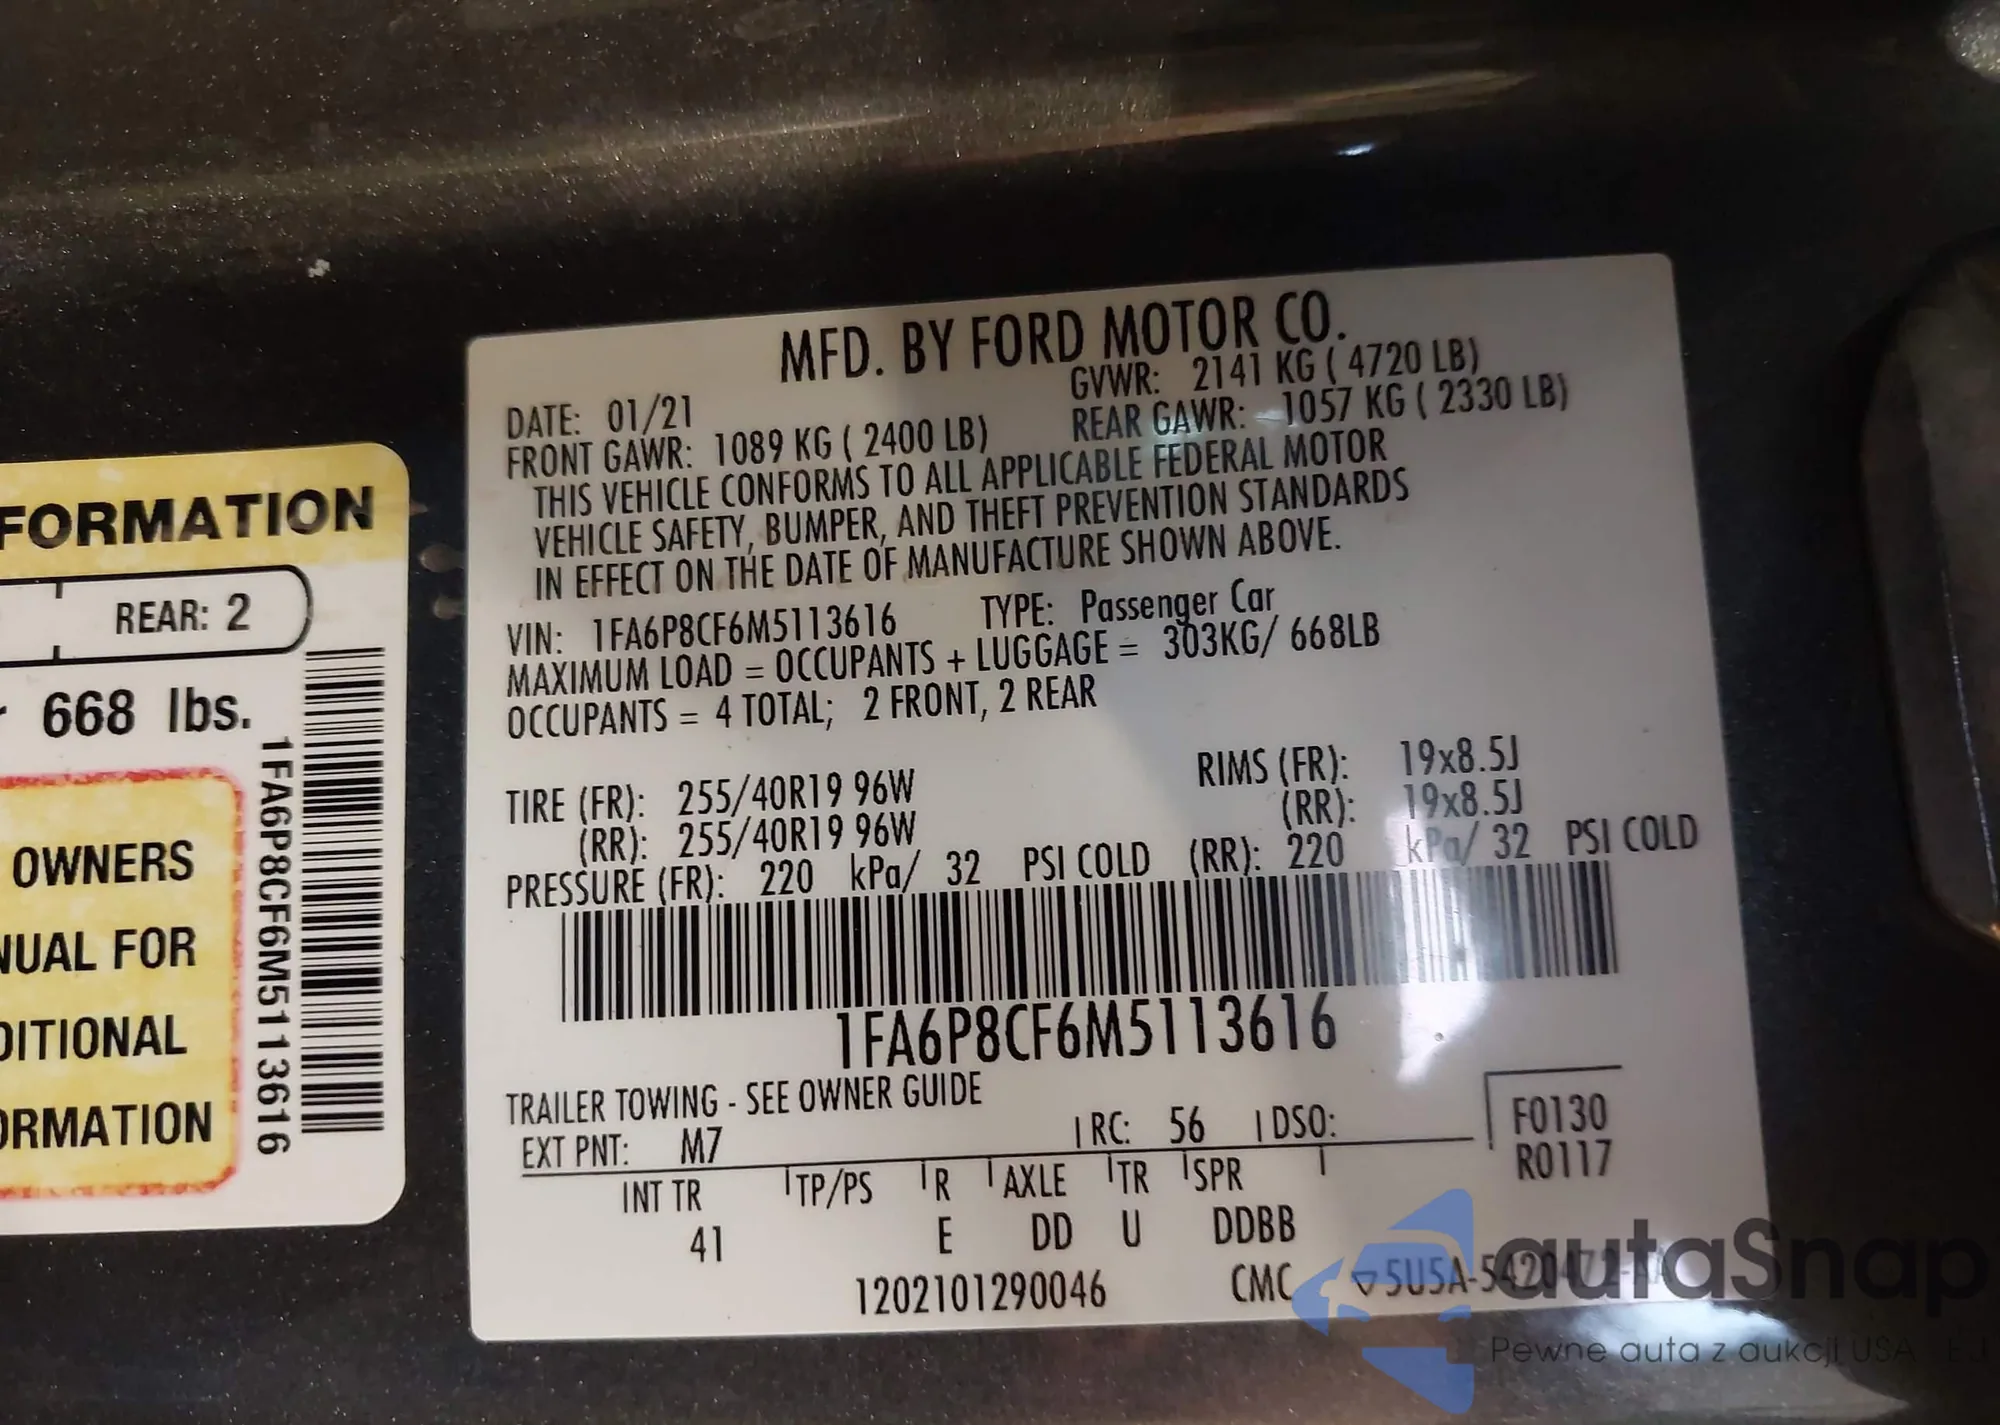 FORMATION
REAR: 2
668 lbs.
OWNERS
NUAL FOR
DITIONAL
ORMATION
1FA6P8CF6M5113616
MFD. BY FORD MOTOR CO.
DATE: 01/21 GVWR: 2141 KG ( 4720 LB)
FRONT GAWR: 1089 KG ( 2400 LB) REAR GAWR: 1057 KG ( 2330 LB)
THIS VEHICLE CONFORMS TO ALL APPLICABLE FEDERAL MOTOR
VEHICLE SAFETY, BUMPER, AND THEFT PREVENTION STANDARDS
IN EFFECT ON THE DATE OF MANUFACTURE SHOWN ABOVE.
VIN: 1FA6P8CF6M5113616 TYPE: Passenger Car
MAXIMUM LOAD = OCCUPANTS + LUGGAGE = 303KG/ 668LB
OCCUPANTS = 4 TOTAL; 2 FRONT, 2 REAR
TIRE (FR): 255/40R19 96W RIMS (FR): 19x8.5J
(RR): 255/40R19 96W (RR): 19x8.5J
PRESSURE (FR): 220 kPa/ 32 PSI COLD (RR): 220 kPa/ 32 PSI COLD
1FA6P8CF6M5113616
TRAILER TOWING - SEE OWNER GUIDE
EXT PNT: M7 RC: 56 DSO: F0130
R0117
INT TR TP/PS R AXLE TR SPR
41 E DD U DDBB
1202101290046 CMC
autaSnap
Pewne auta z aukcji USA